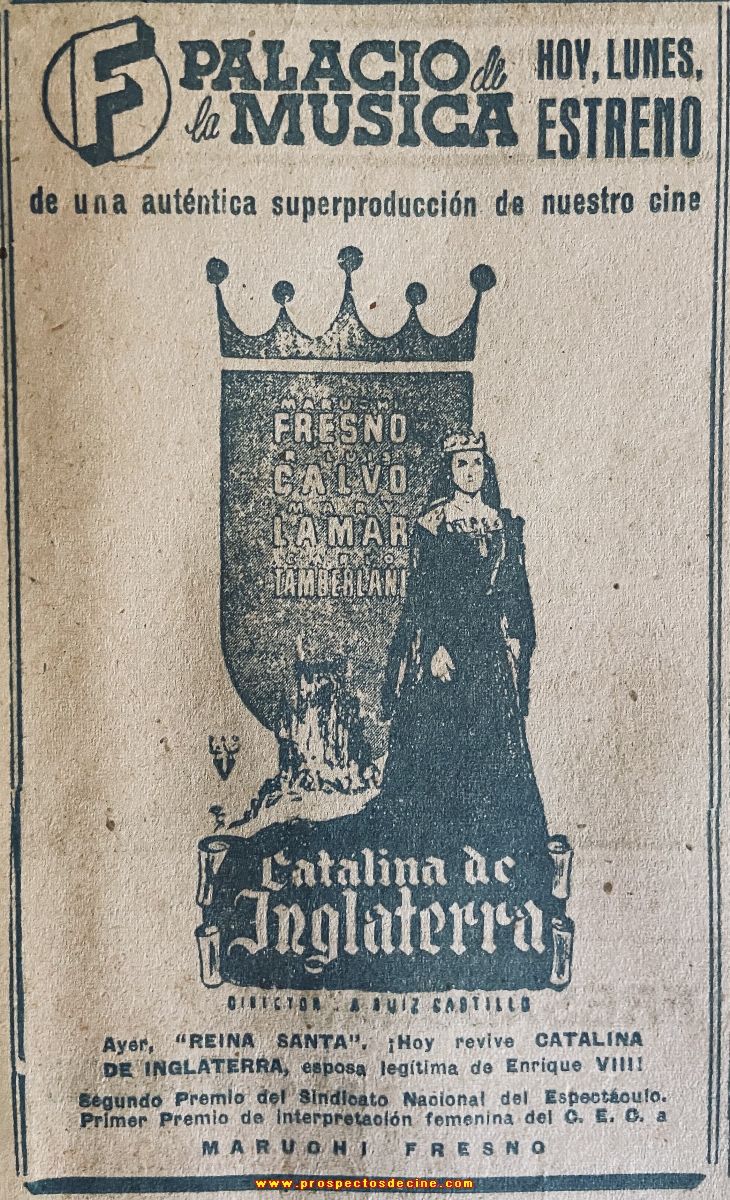 F PALACIO de HOY, LUNES,
la MUSICA ESTRENO
de una auténtica superproducción de nuestro cine
MARUCHI
FRESNO
R. LUIS
CALVO
MARY
LAMAR
CARLO
TAMBERLANI
Catalina de
Inglaterra
DIRECTOR: A RUIZ CASTILLO
Ayer, "REINA SANTA". ¡Hoy revive CATALINA
DE INGLATERRA, esposa legítima de Enrique VIII!
Segundo Premio del Sindicato Nacional del Espectáculo.
Primer Premio de interpretación femenina del C. E. C. a
MARUCHI FRESNO
www.prospectosdecine.com